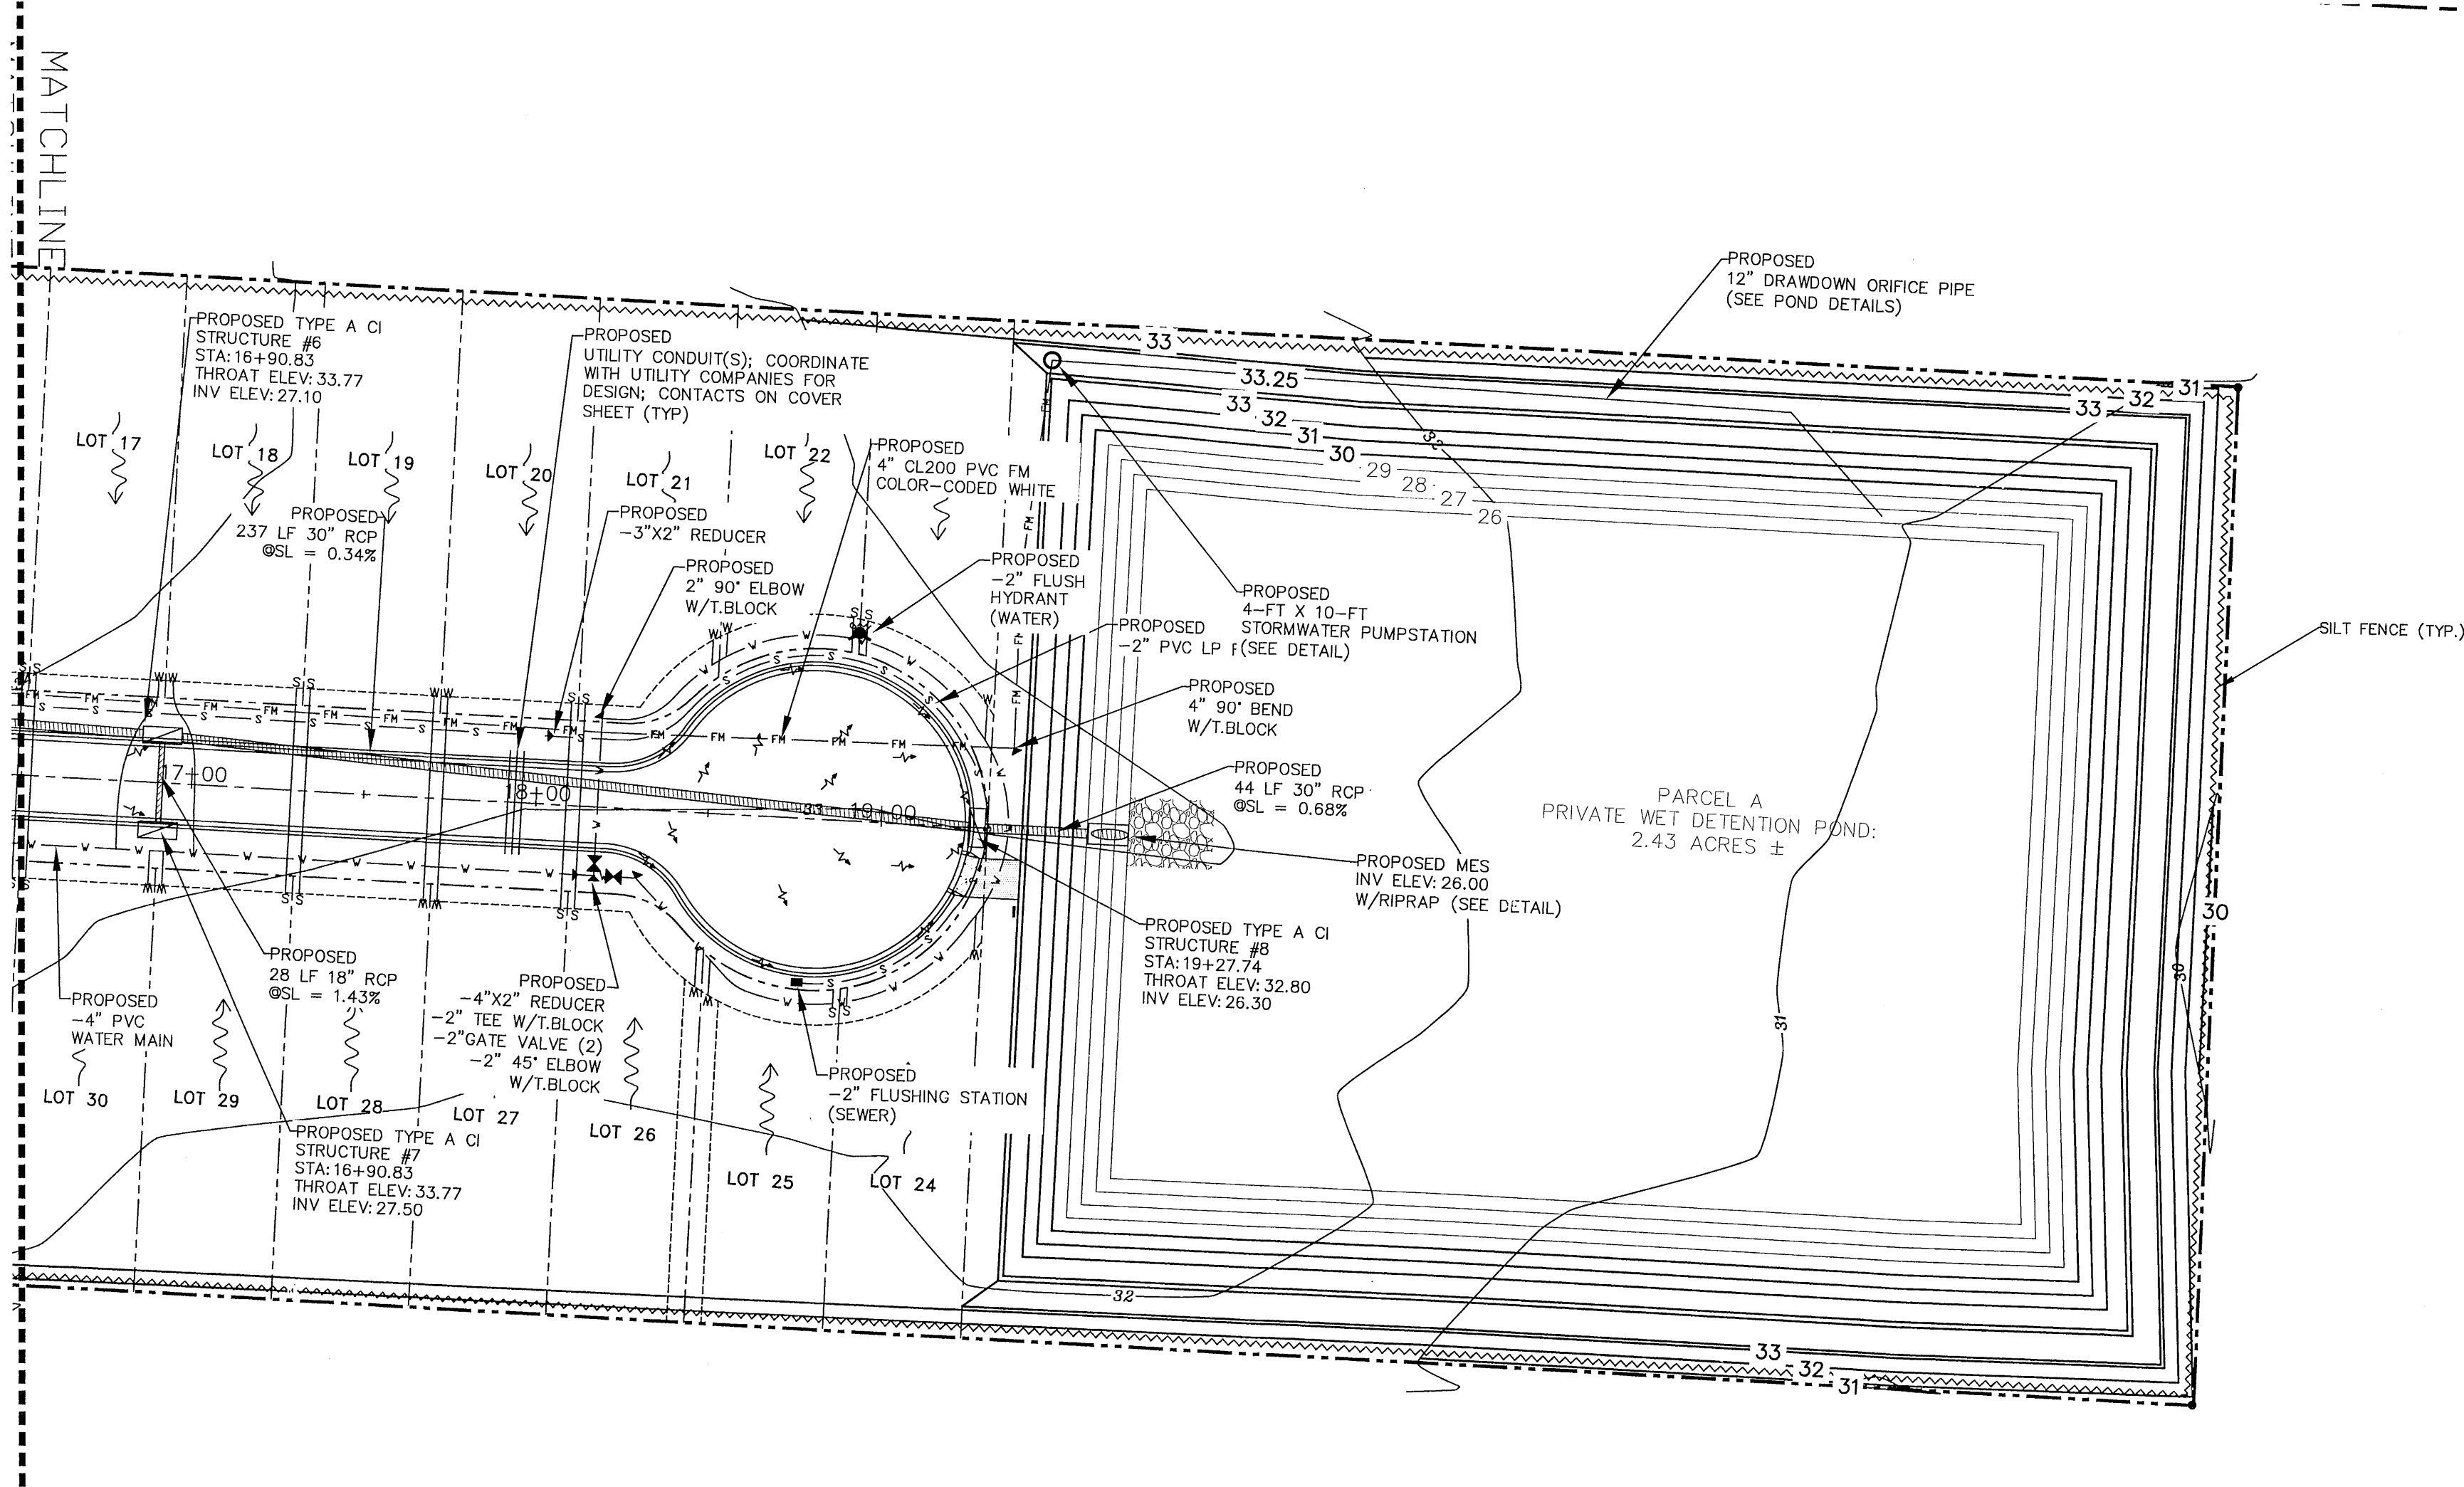 MATCHLINE
PROPOSED TYPE A CI
STRUCTURE #6
STA:16+90.83
THROAT ELEV:33.77
INV ELEV:27.10
PROPOSED
UTILITY CONDUIT(S); COORDINATE
WITH UTILITY COMPANIES FOR
DESIGN; CONTACTS ON COVER
SHEET (TYP)
PROPOSED
12" DRAWDOWN ORIFICE PIPE
(SEE POND DETAILS)
33
33.25
33
32
31
30
29
28
27
26
32
33
32
31
LOT 17
LOT 18
LOT 19
LOT 20
LOT 21
LOT 22
PROPOSED
4" CL200 PVC FM
COLOR-CODED WHITE
PROPOSED
237 LF 30" RCP
@SL = 0.34%
PROPOSED
-3"X2" REDUCER
PROPOSED
2" 90° ELBOW
W/T.BLOCK
PROPOSED
-2" FLUSH
HYDRANT
(WATER)
PROPOSED
4-FT X 10-FT
STORMWATER PUMPSTATION
(SEE DETAIL)
PROPOSED
-2" PVC LP
SILT FENCE (TYP.)
PROPOSED
4" 90° BEND
W/T.BLOCK
PROPOSED
44 LF 30" RCP
@SL = 0.68%
17+00
18+00
33
19+00
PARCEL A
PRIVATE WET DETENTION POND:
2.43 ACRES ±
PROPOSED MES
INV ELEV:26.00
W/RIPRAP (SEE DETAIL)
PROPOSED TYPE A CI
STRUCTURE #8
STA:19+27.74
THROAT ELEV:32.80
INV ELEV:26.30
30
30
31
PROPOSED
28 LF 18" RCP
@SL = 1.43%
PROPOSED
-4" PVC
WATER MAIN
PROPOSED
-4"X2" REDUCER
-2" TEE W/T.BLOCK
-2"GATE VALVE (2)
-2" 45° ELBOW
W/T.BLOCK
PROPOSED
-2" FLUSHING STATION
(SEWER)
LOT 30
LOT 29
LOT 28
LOT 27
LOT 26
LOT 25
LOT 24
PROPOSED TYPE A CI
STRUCTURE #7
STA:16+90.83
THROAT ELEV:33.77
INV ELEV:27.50
32
33
32
31